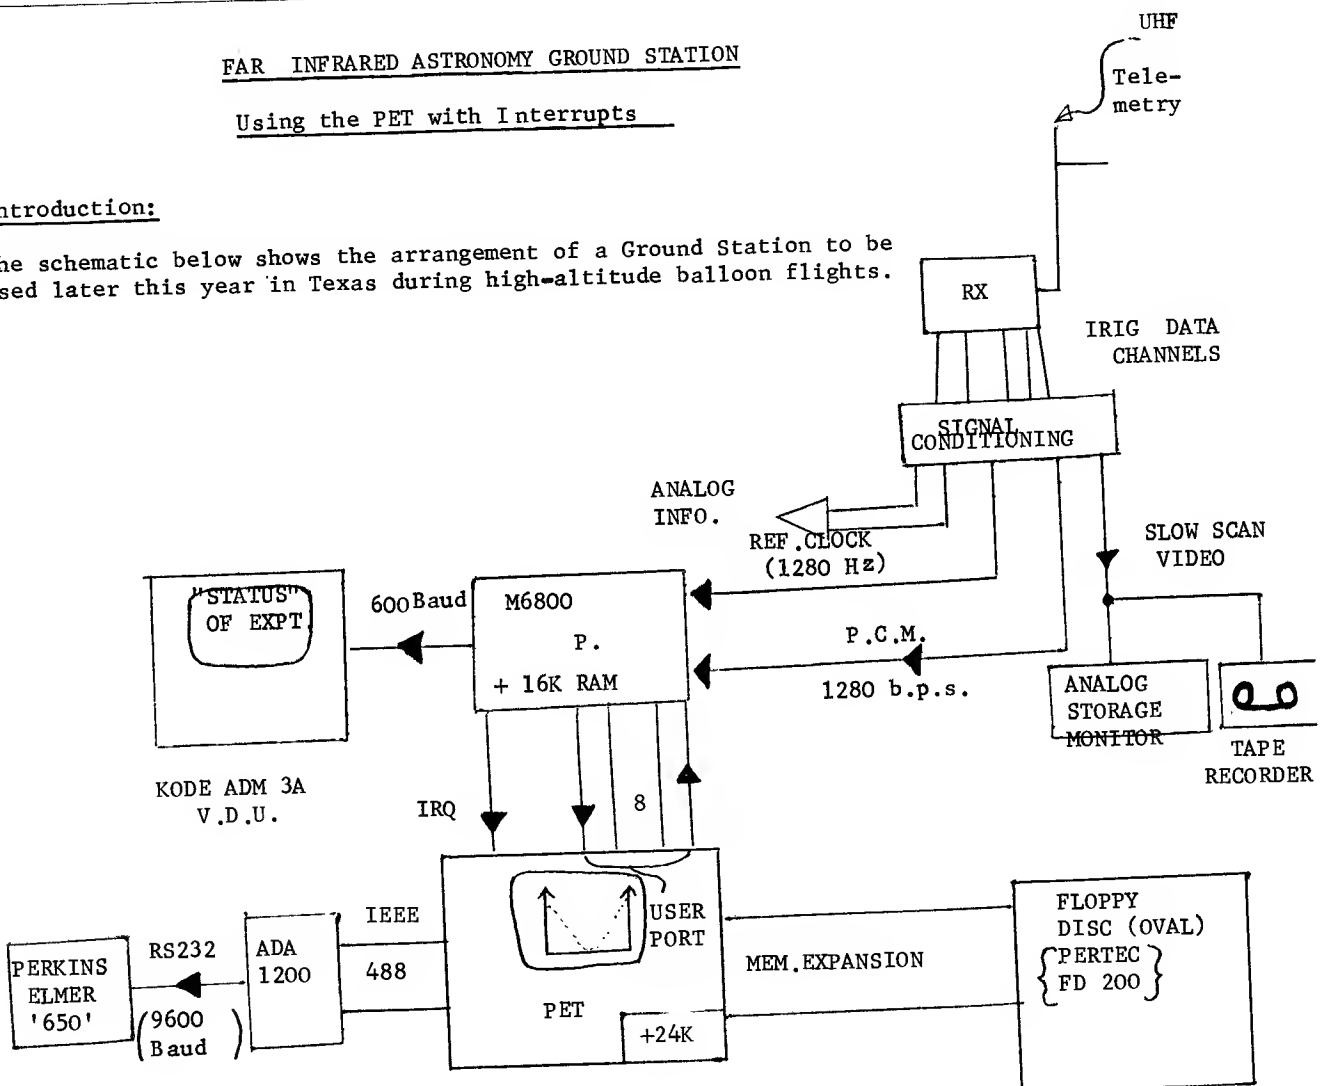 FAR INFRARED ASTRONOMY GROUND STATION
Using the PET with Interrupts
ntroduction:
he schematic below shows the arrangement of a Ground Station to be
sed later this year in Texas during high-altitude balloon flights.
UHF
Tele-
metry
RX
IRIG DATA
CHANNELS
SIGNAL
CONDITIONING
ANALOG
INFO.
REF.CLOCK
(1280 Hz)
SLOW SCAN
VIDEO
"STATUS"
OF EXPT
600 Baud
M6800
P.
+ 16K RAM
P.C.M.
1280 b.p.s.
ANALOG
STORAGE
MONITOR
TAPE
RECORDER
KODE ADM 3A
V.D.U.
IRQ
8
USER
PORT
PET
+24K
IEEE
488
ADA
1200
RS232
(9600
Baud)
PERKINS
ELMER
'650'
MEM.EXPANSION
FLOPPY
DISC (OVAL)
{PERTEC
FD 200}